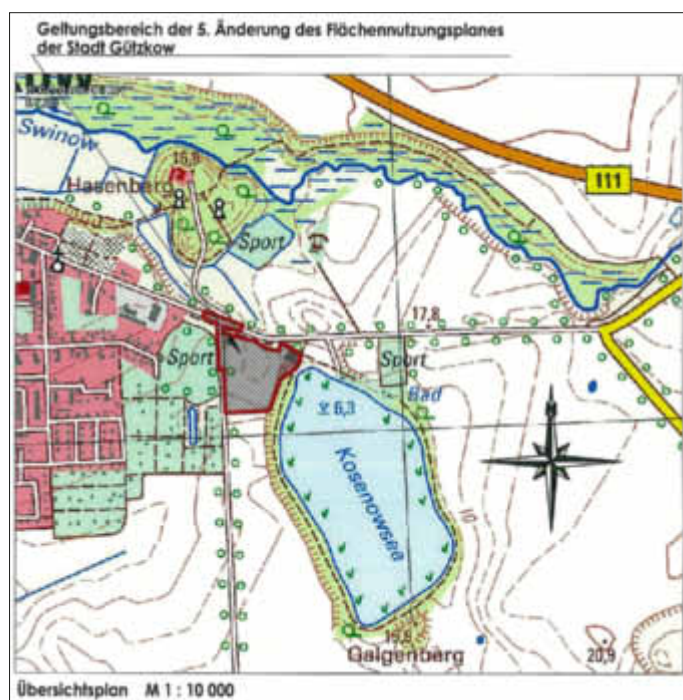 Geltungsbereich der 5. Änderung des Flächennutzungsplanes
der Stadt Gützkow
Swinow
15,8
Hasenberg
111
Sport
17,8
Sport
Sport
Bad
6,3
N
Kosenowsee
10
19,9
Galgenberg
20,9
Übersichtsplan M 1 : 10 000